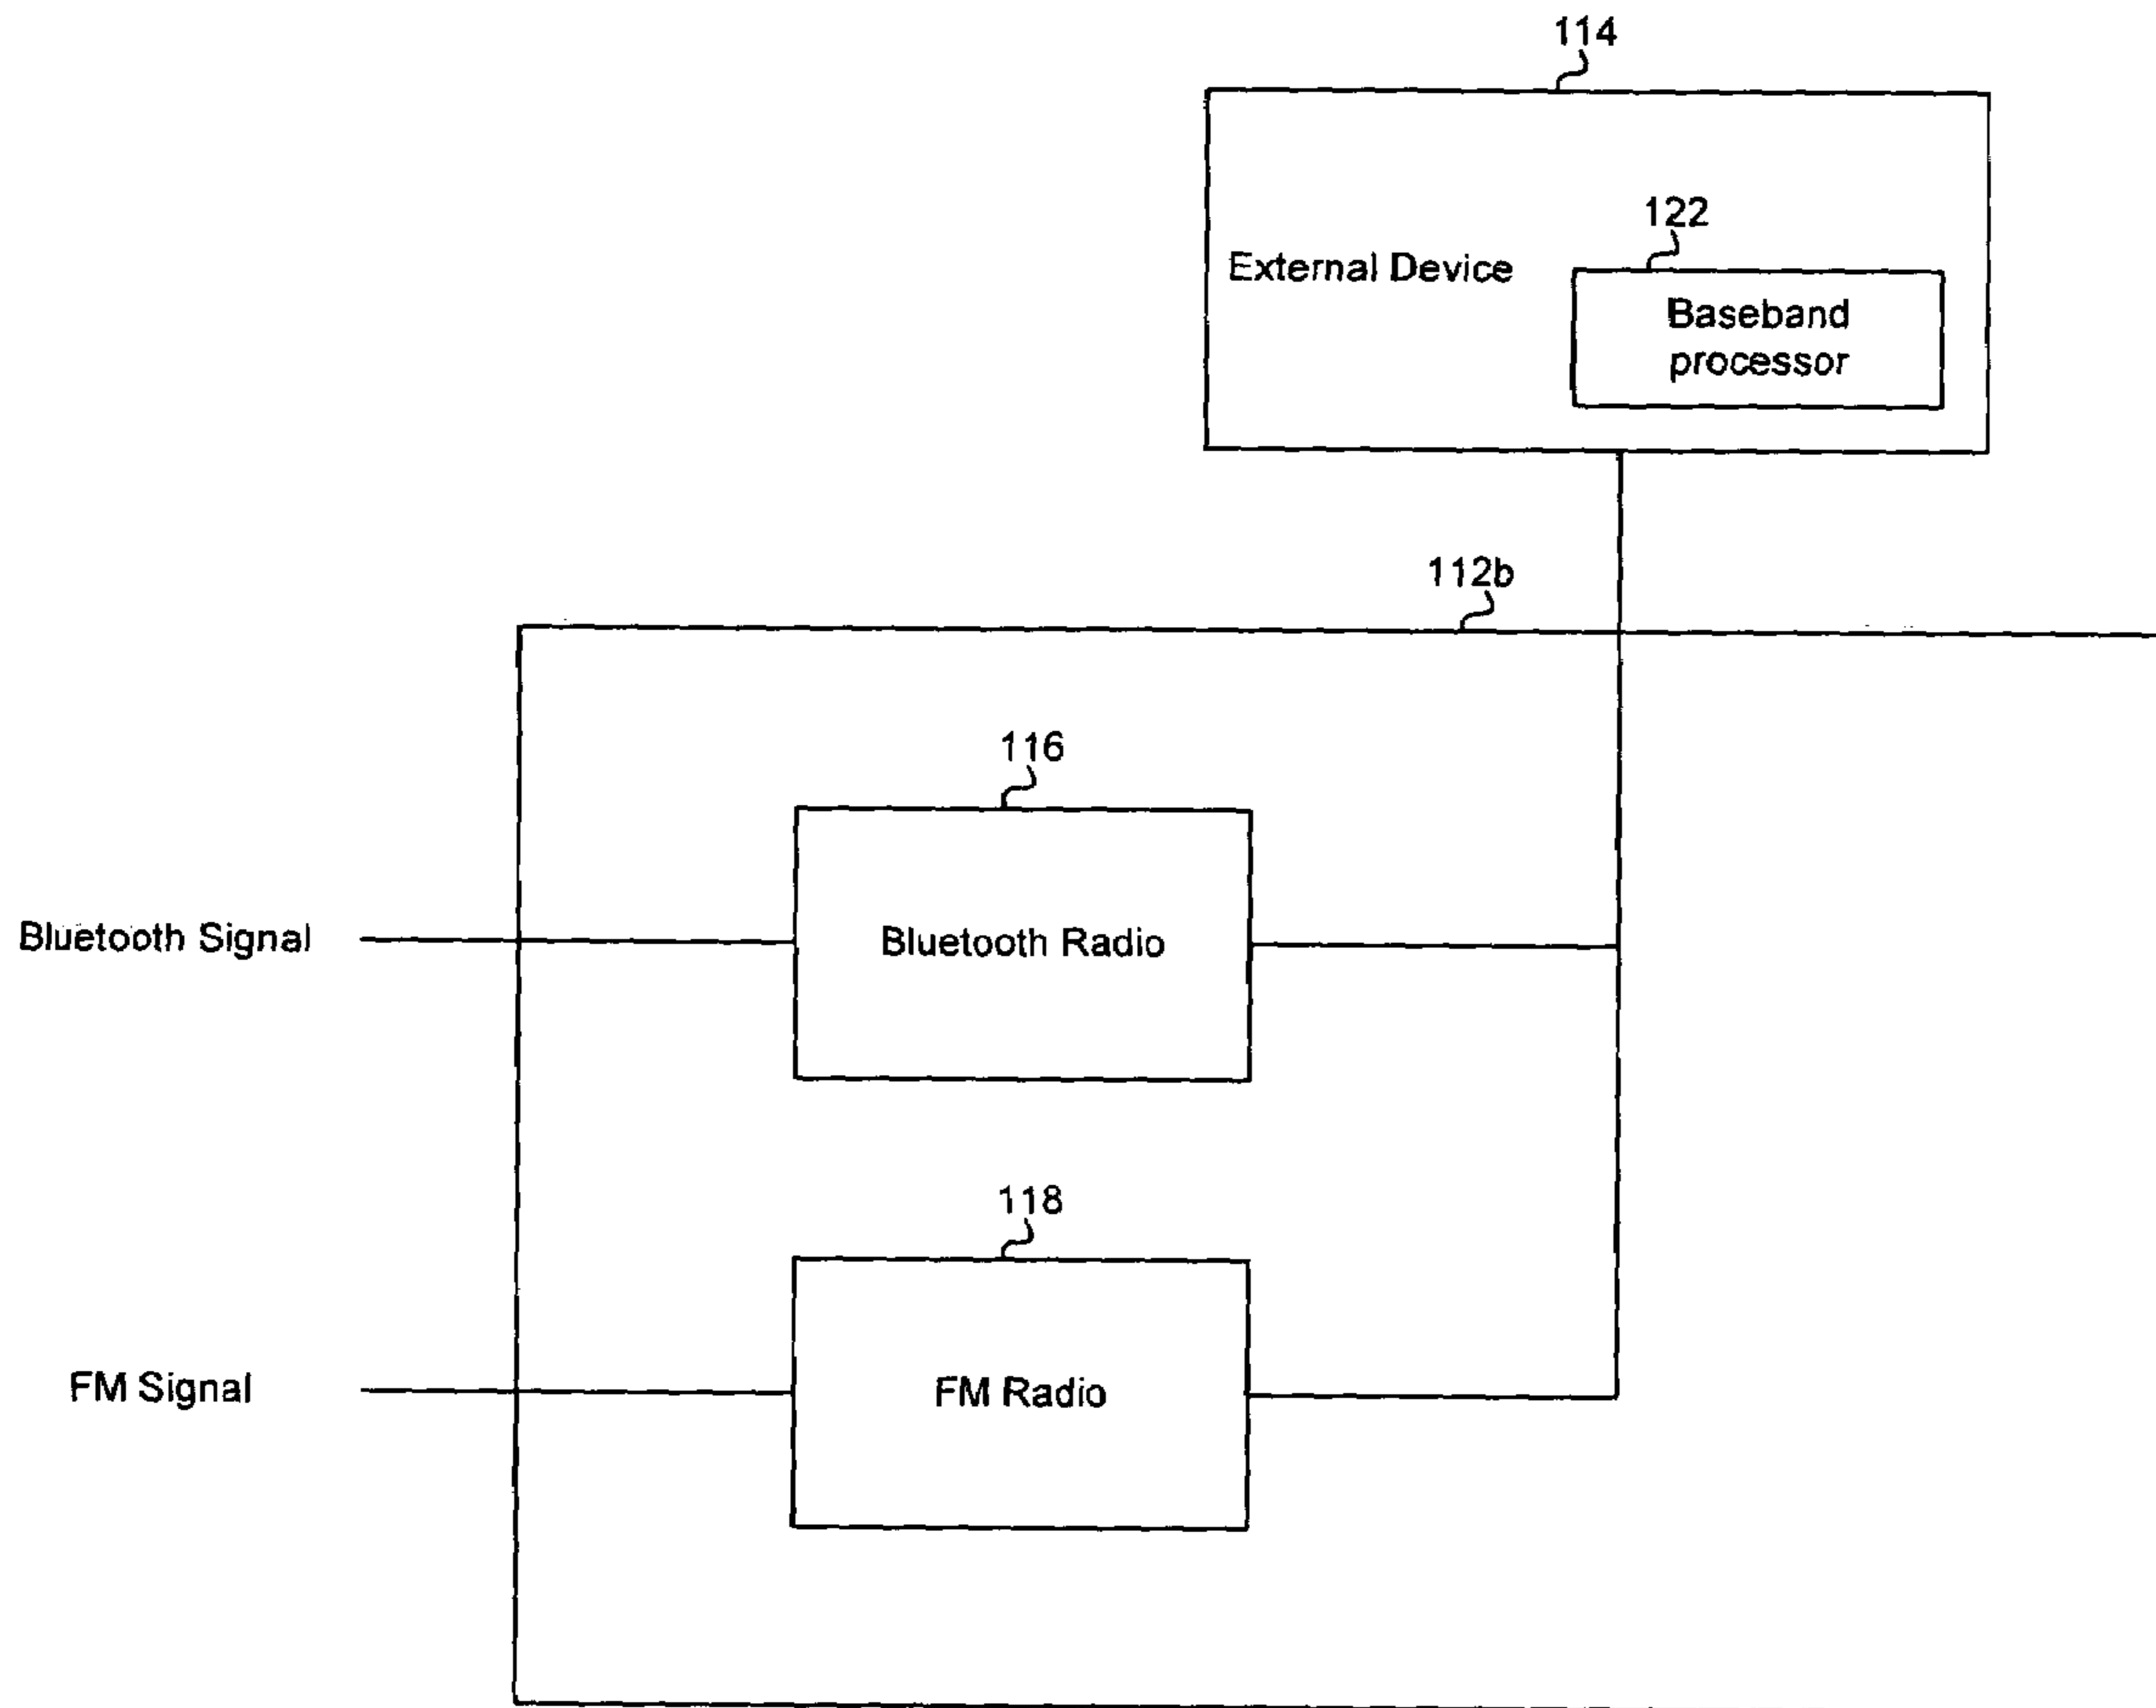 114
122
External Device
Baseband
processor
112b
116
Bluetooth Signal
Bluetooth Radio
118
FM Signal
FM Radio